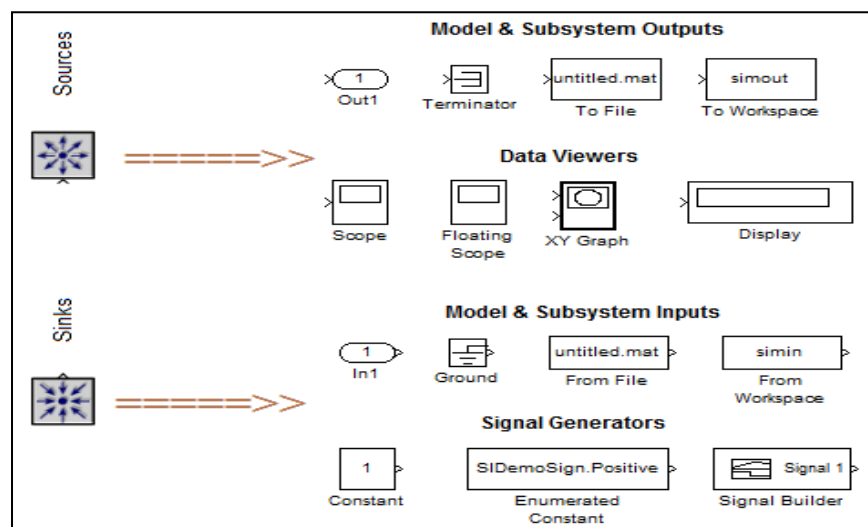 Sources
Model & Subsystem Outputs
1
Out1
Terminator
untitled.mat
To File
simout
To Workspace
Data Viewers
Scope
Floating
Scope
XY Graph
Display
Sinks
Model & Subsystem Inputs
1
In1
Ground
untitled.mat
From File
simin
From
Workspace
Signal Generators
1
Constant
SlDemoSign.Positive
Enumerated
Constant
Signal 1
Signal Builder